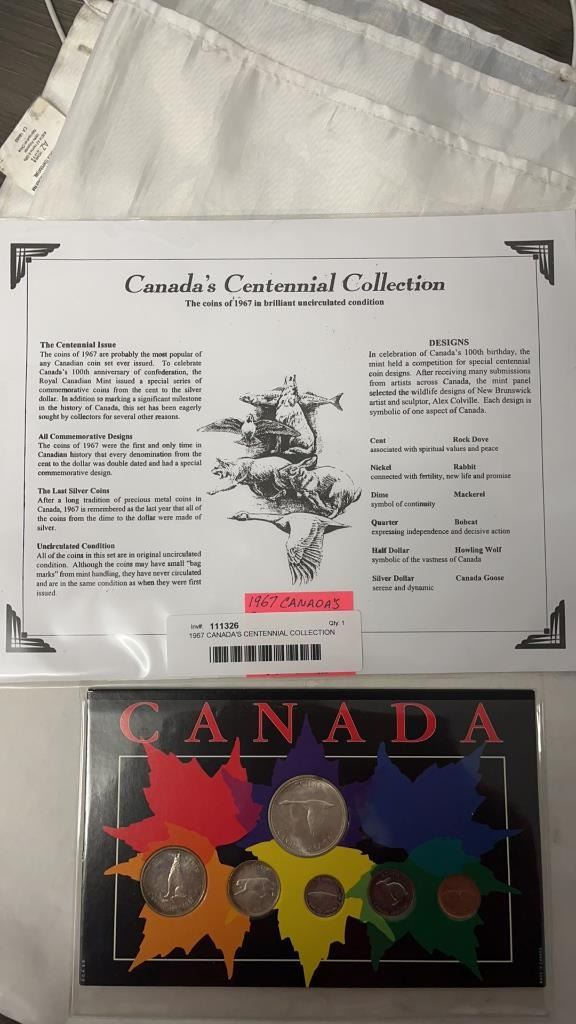 Canada's Centennial Collection
The coins of 1967 in brilliant uncirculated condition
The Centennial Issue
The coins of 1967 are probably the most popular of
any Canadian coin set ever issued. To celebrate
Canada's 100th anniversary of confederation, the
Royal Canadian Mint issued a special series of
commemorative coins from the cent to the silver
dollar. In addition to marking a significant milestone
in the history of Canada, this set has been eagerly
sought by collectors for several other reasons.
All Commemorative Designs
The coins of 1967 were the first and only time in
Canadian history that every denomination from the
cent to the dollar was double dated and had a special
commemorative design.
The Last Silver Coins
After a long tradition of precious metal coins in
Canada, 1967 is remembered as the last year that all
of the coins from the dime to the dollar were made of
silver.
Uncirculated Condition
All of the coins in this set are in original uncirculated
condition. Although the coins may have small "bag
marks" from mint handling, they have never circulated
and are in the same condition as when they were first
issued.
DESIGNS
In celebration of Canada's 100th birthday, the
mint held a competition for special centennial
coin designs. After receiving many submissions
from artists across Canada, the mint panel
selected the wildlife designs of New Brunswick
artist and sculptor, Alex Colville. Each design is
symbolic of one aspect of Canada.
Cent Rock Dove
associated with spiritual values and peace
Nickel Rabbit
connected with fertility, new life and promise
Dime Mackerel
symbol of continuity
Quarter Bobcat
expressing independence and decisive action
Half Dollar Howling Wolf
symbolic of the vastness of Canada
Silver Dollar Canada Goose
serene and dynamic
1967 CANADA'S
Inv#: 111326 Qty: 1
1967 CANADA'S CENTENNIAL COLLECTION
CANADA